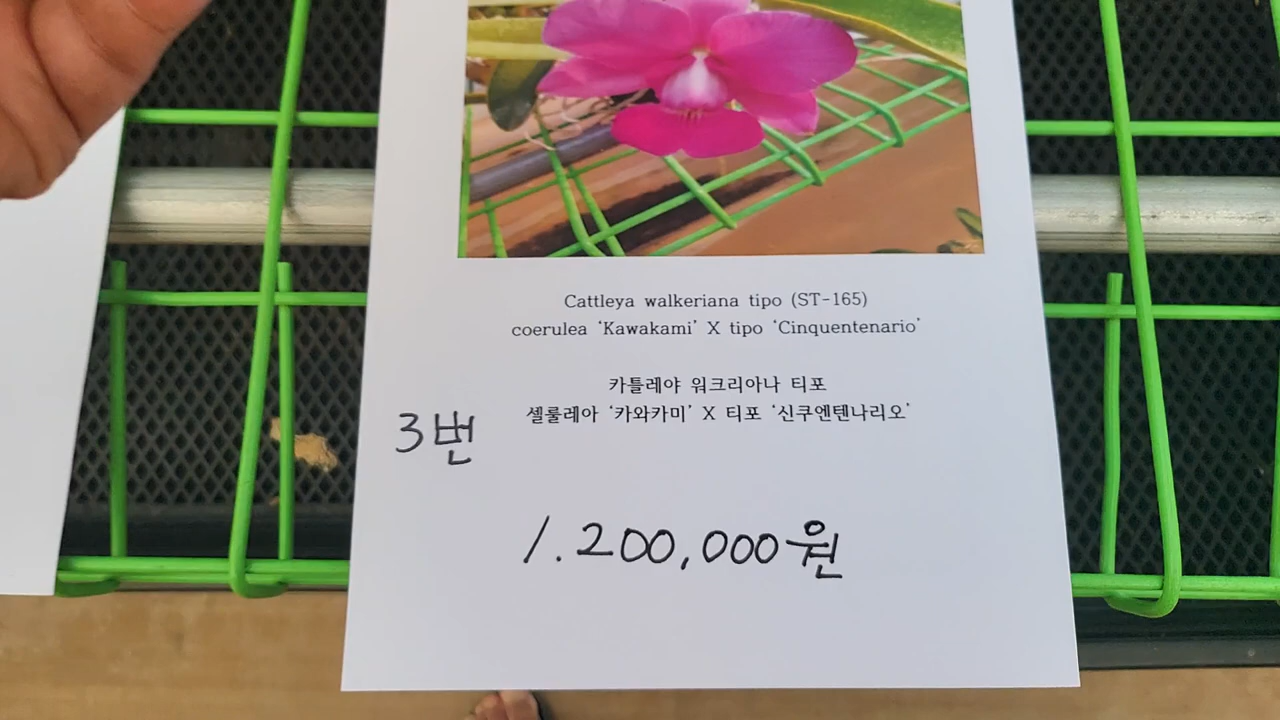 Cattleya walkeriana tipo (ST-165)
coerulea ‘Kawakami’ X tipo ‘Cinquentenario’
카틀레야 워크리아나 티포
셀룰레아 ‘카와카미’ X 티포 ‘신쿠엔텐나리오’
3번
1.200,000원